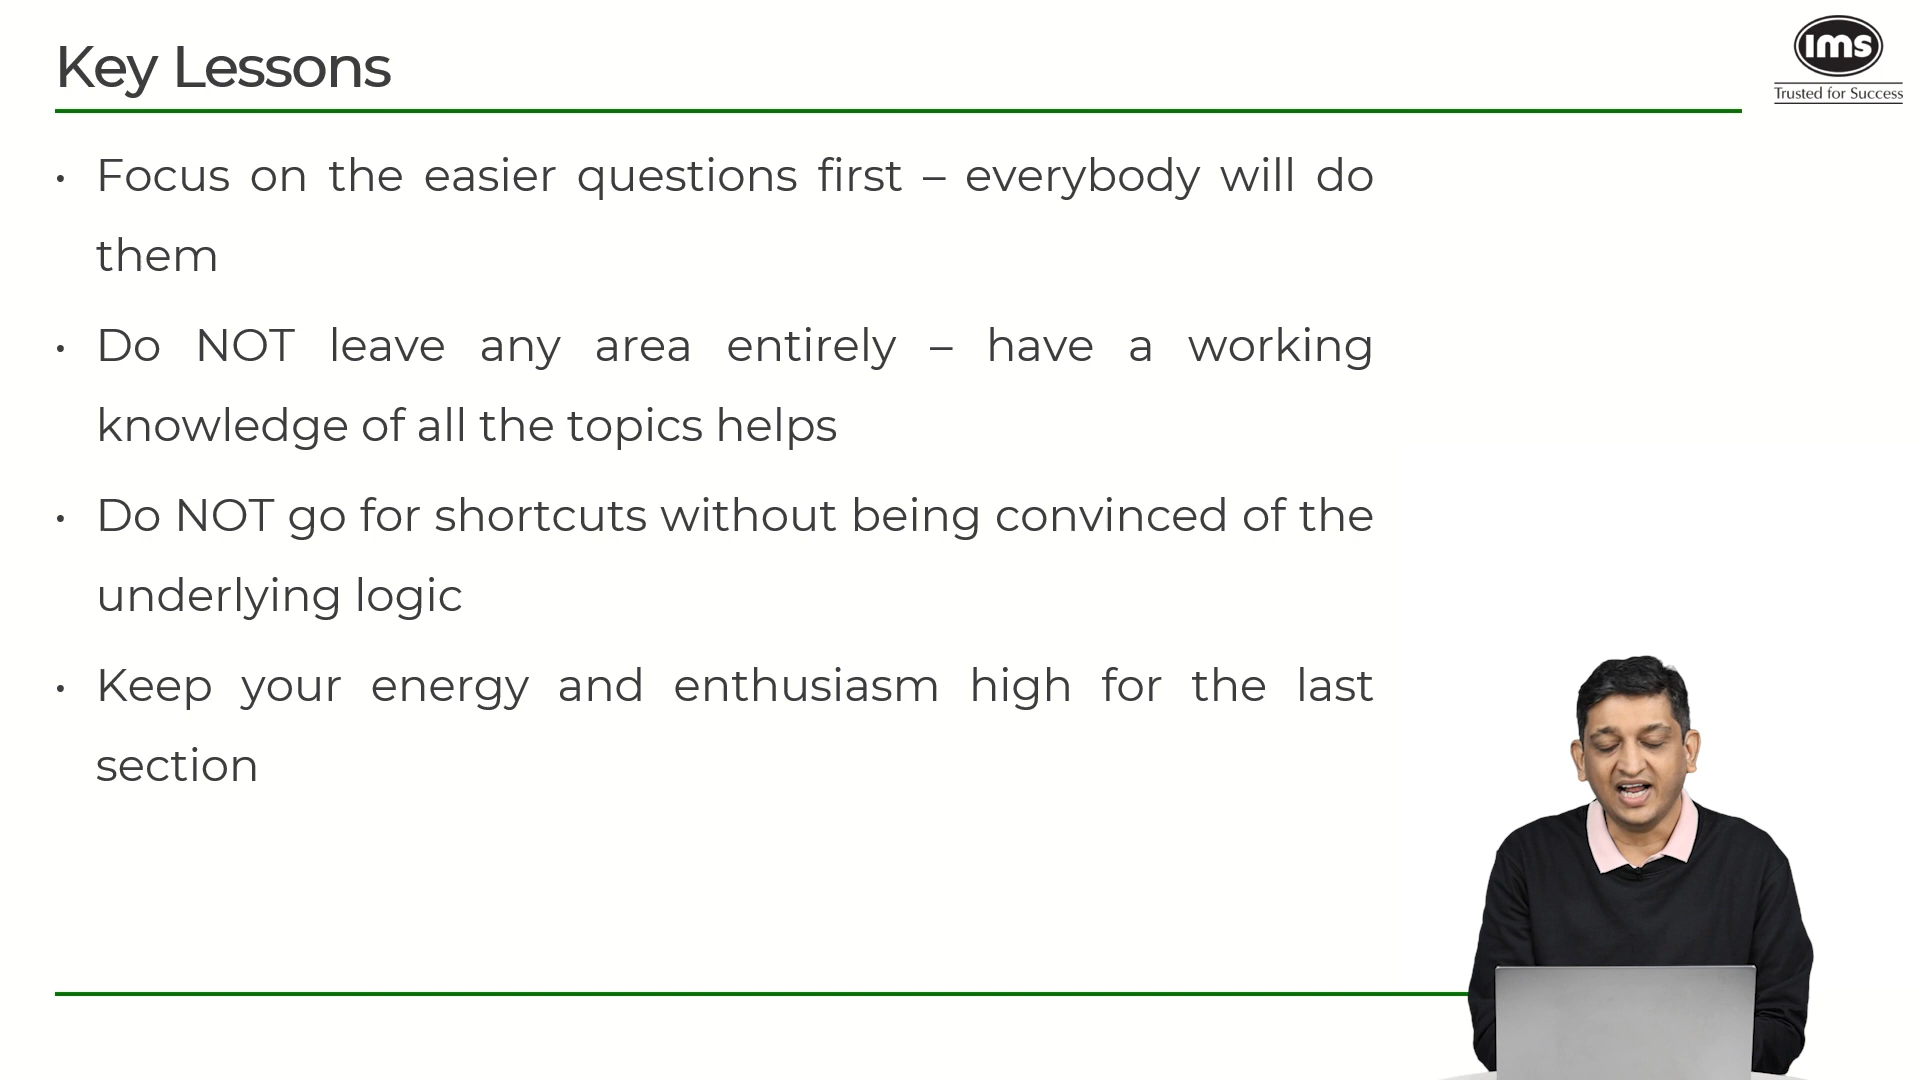 Key Lessons
ims
Trusted for Success
• Focus on the easier questions first – everybody will do
them
• Do NOT leave any area entirely – have a working
knowledge of all the topics helps
• Do NOT go for shortcuts without being convinced of the
underlying logic
• Keep your energy and enthusiasm high for the last
section